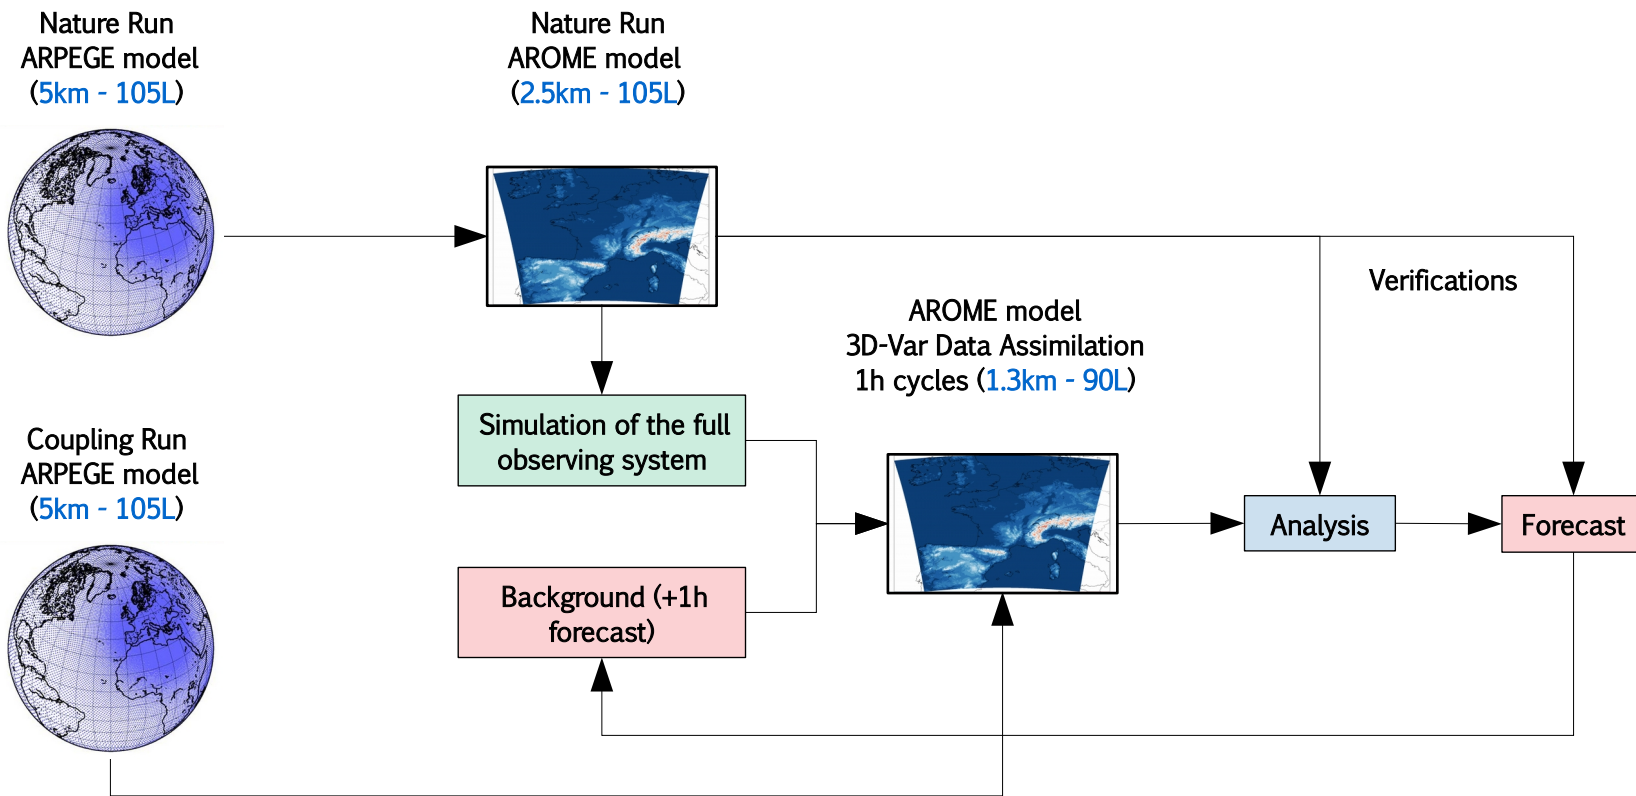 Nature Run
ARPEGE model
(5km - 105L)
Nature Run
AROME model
(2.5km - 105L)
Verifications
AROME model
3D-Var Data Assimilation
1h cycles (1.3km - 90L)
Simulation of the full
observing system
Coupling Run
ARPEGE model
(5km - 105L)
Analysis
Forecast
Background (+1h
forecast)